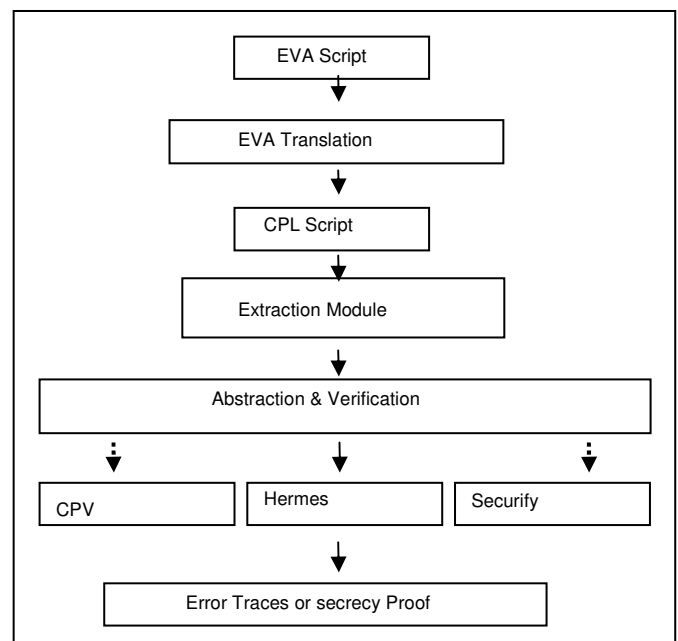 EVA Script
EVA Translation
CPL Script
Extraction Module
Abstraction & Verification
CPV
Hermes
Securify
Error Traces or secrecy Proof